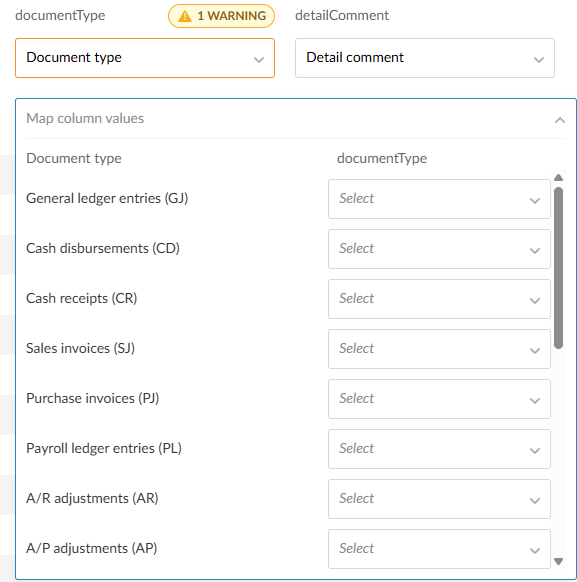 documentType 1 WARNING detailComment
Document type Detail comment
Map column values
Document type documentType
General ledger entries (GJ) Select
Cash disbursements (CD) Select
Cash receipts (CR) Select
Sales invoices (SJ) Select
Purchase invoices (PJ) Select
Payroll ledger entries (PL) Select
A/R adjustments (AR) Select
A/P adjustments (AP) Select